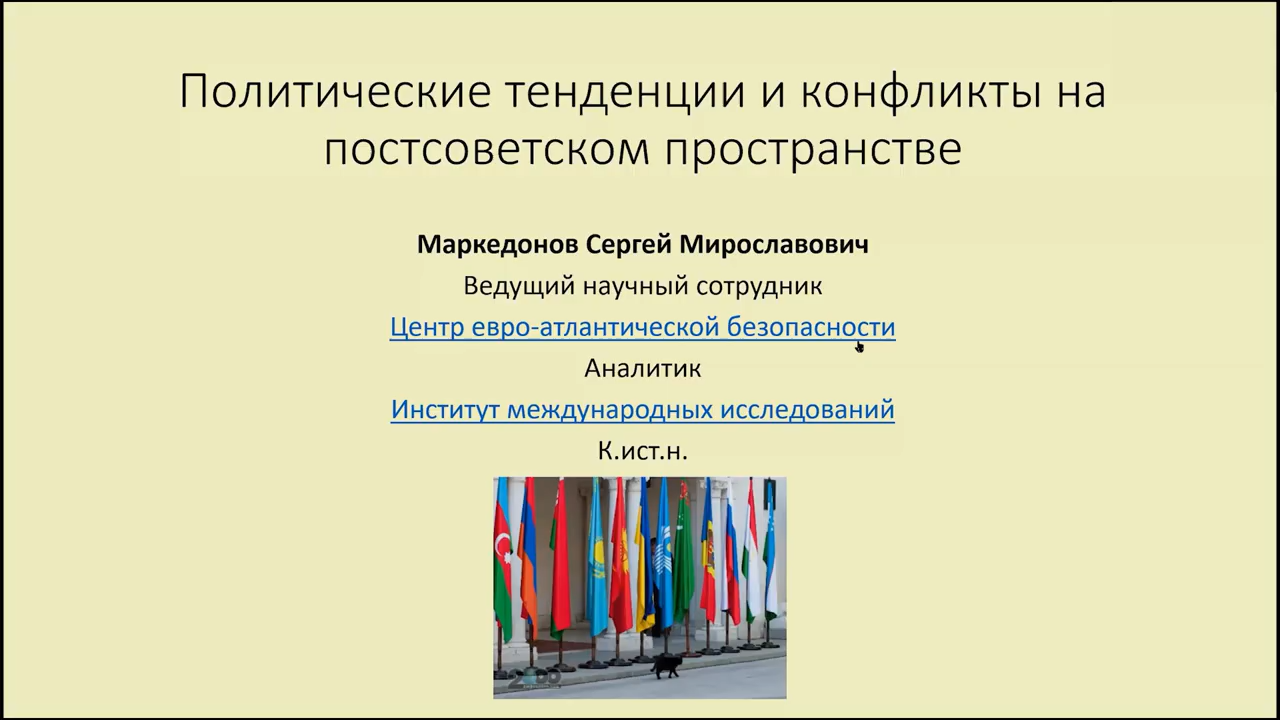 Политические тенденции и конфликты на
постсоветском пространстве
Маркедонов Сергей Мирославович
Ведущий научный сотрудник
Центр евро-атлантической безопасности
Аналитик
Институт международных исследований
К.ист.н.